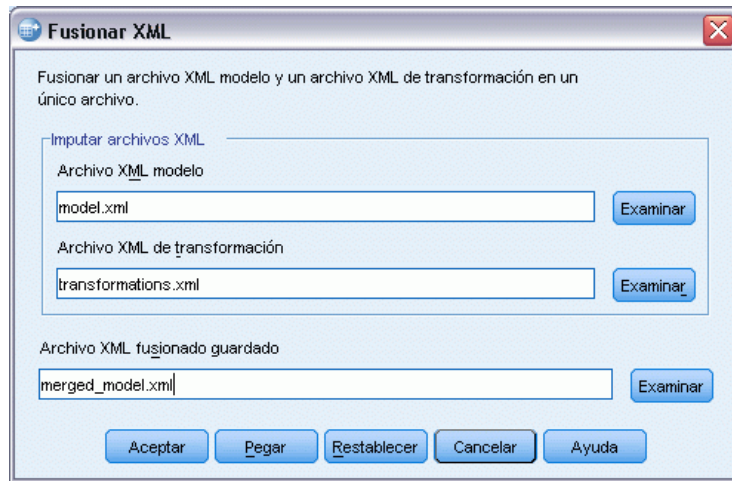 Fusionar XML
Fusionar un archivo XML modelo y un archivo XML de transformación en un
único archivo.
Imputar archivos XML
Archivo XML modelo
model.xml
Examinar
Archivo XML de transformación
transformations.xml
Examinar
Archivo XML fusionado guardado
merged_model.xml
Examinar
Aceptar
Pegar
Restablecer
Cancelar
Ayuda